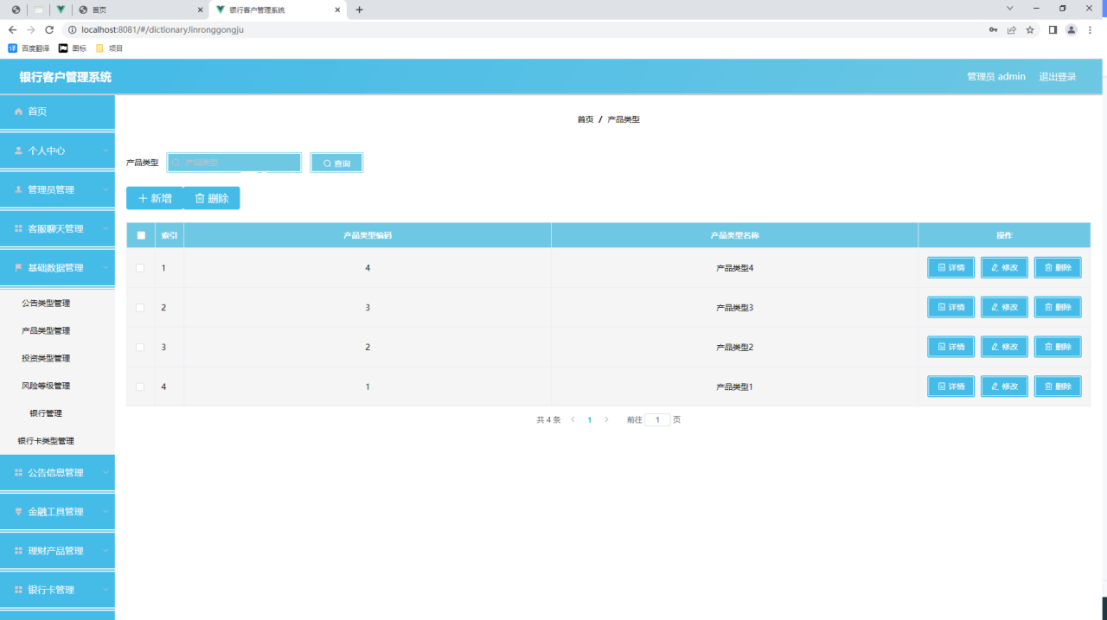 首页
银行客户管理系统
localhost:8081/#/dictionaryJinronggongju
百度翻译 图标 项目
银行客户管理系统
管理员 admin 退出登录
首页
首页 / 产品类型
个人中心
产品类型 产品类型 查询
管理员管理
新增 删除
客服聊天管理
索引 产品类型编码 产品类型名称 操作
基础数据管理
1 4 产品类型4 详情 修改 删除
公告类型管理
2 3 产品类型3 详情 修改 删除
产品类型管理
3 2 产品类型2 详情 修改 删除
投资类型管理
风险等级管理
4 1 产品类型1 详情 修改 删除
银行管理
共 4 条 < 1 > 前往 1 页
银行卡类型管理
公告信息管理
金融工具管理
理财产品管理
银行卡管理